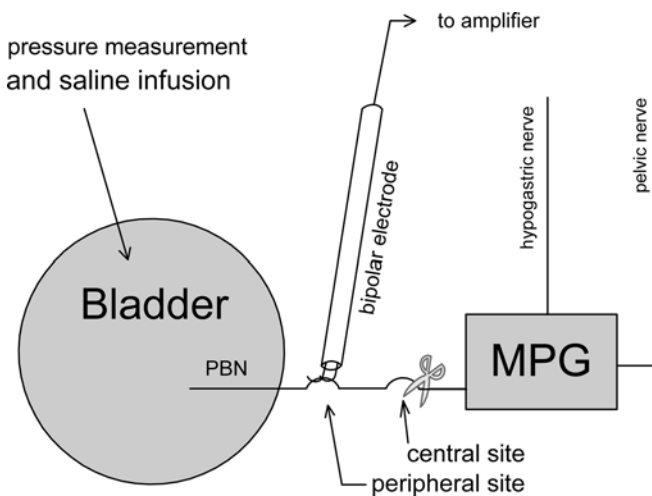 to amplifier
pressure measurement
and saline infusion
bipolar electrode
hypogastric nerve
pelvic nerve
Bladder
PBN
MPG
central site
peripheral site